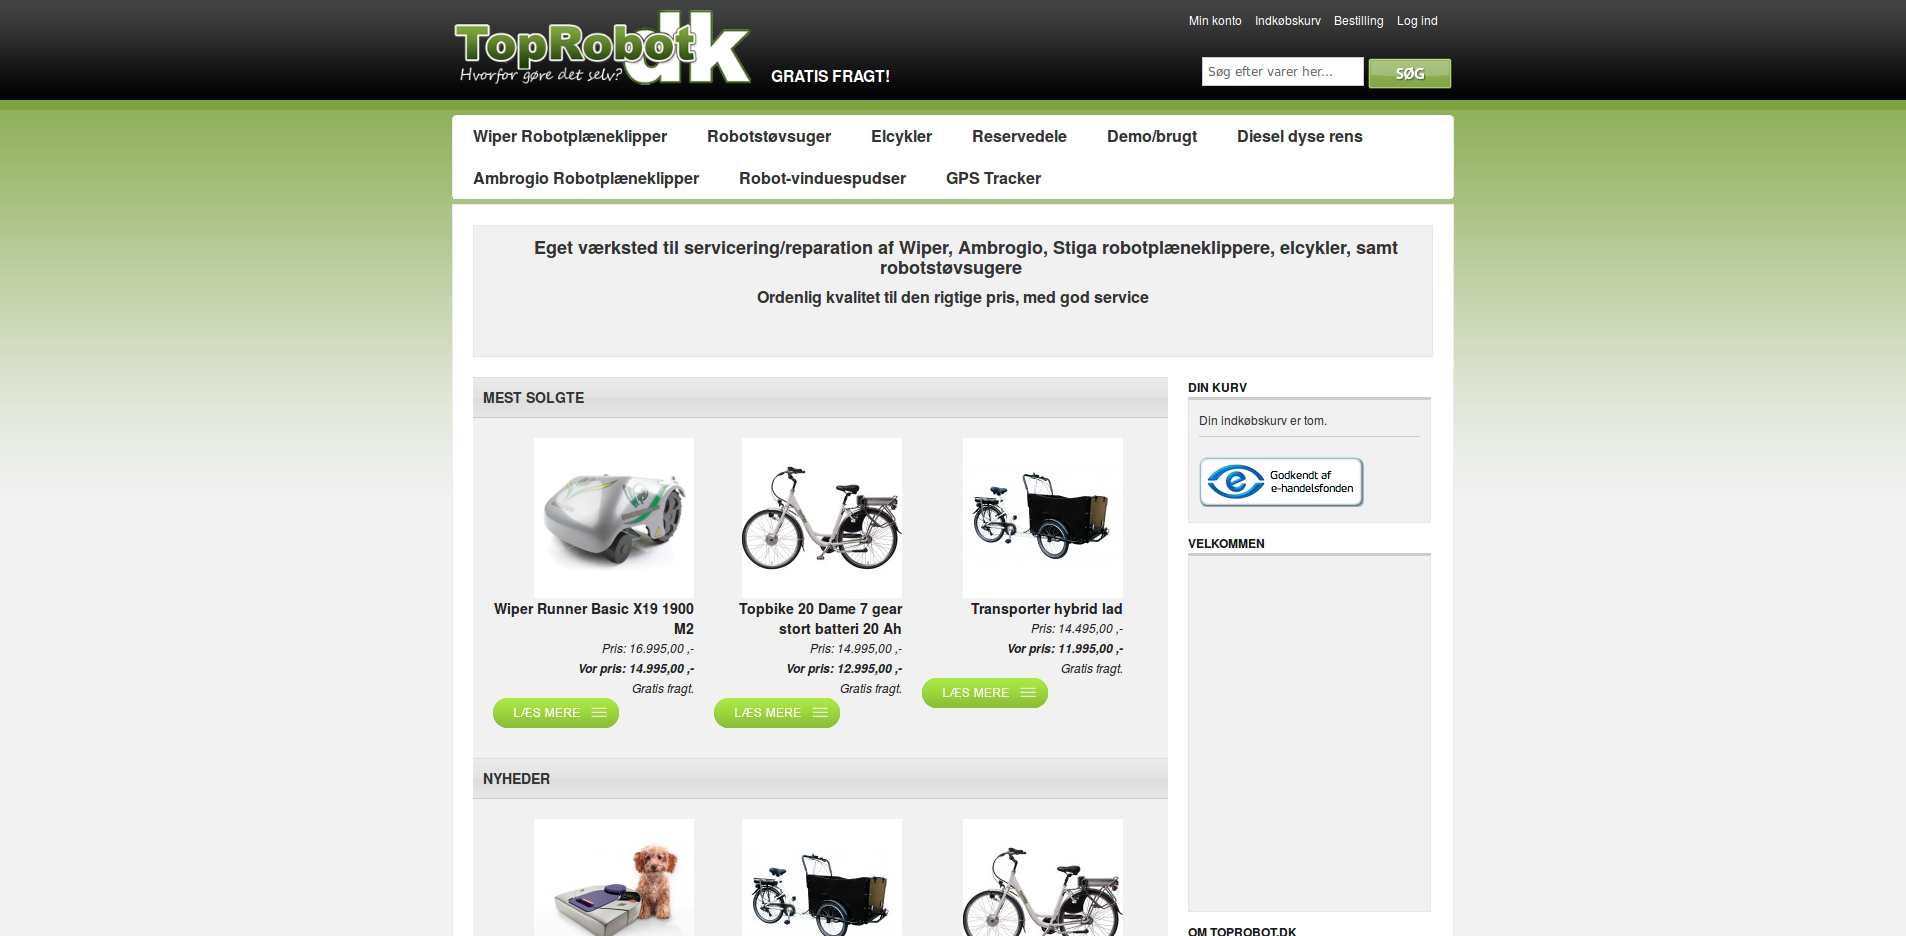 TopRobot.dk
Hvorfor gøre det selv?
GRATIS FRAGT!
Min konto Indkøbskurv Bestilling Log ind
Søg efter varer her...
SØG
Wiper Robotplæneklipper Robotstøvsuger Elcykler Reservedele Demo/brugt Diesel dyse rens
Ambrogio Robotplæneklipper Robot-vinduespudser GPS Tracker
Eget værksted til servicering/reparation af Wiper, Ambrogio, Stiga robotplæneklippere, elcykler, samt
robotstøvsugere
Ordenlig kvalitet til den rigtige pris, med god service
MEST SOLGTE
Wiper Runner Basic X19 1900
M2
Pris: 16.995,00 ,-
Vor pris: 14.995,00 ,-
Gratis fragt.
LÆS MERE
Topbike 20 Dame 7 gear
stort batteri 20 Ah
Pris: 14.995,00 ,-
Vor pris: 12.995,00 ,-
Gratis fragt.
LÆS MERE
Transporter hybrid lad
Pris: 14.495,00 ,-
Vor pris: 11.995,00 ,-
Gratis fragt.
LÆS MERE
NYHEDER
DIN KURV
Din indkøbskurv er tom.
Godkendt af
e-handelsfonden
VELKOMMEN
OM TOPROBOT.DK